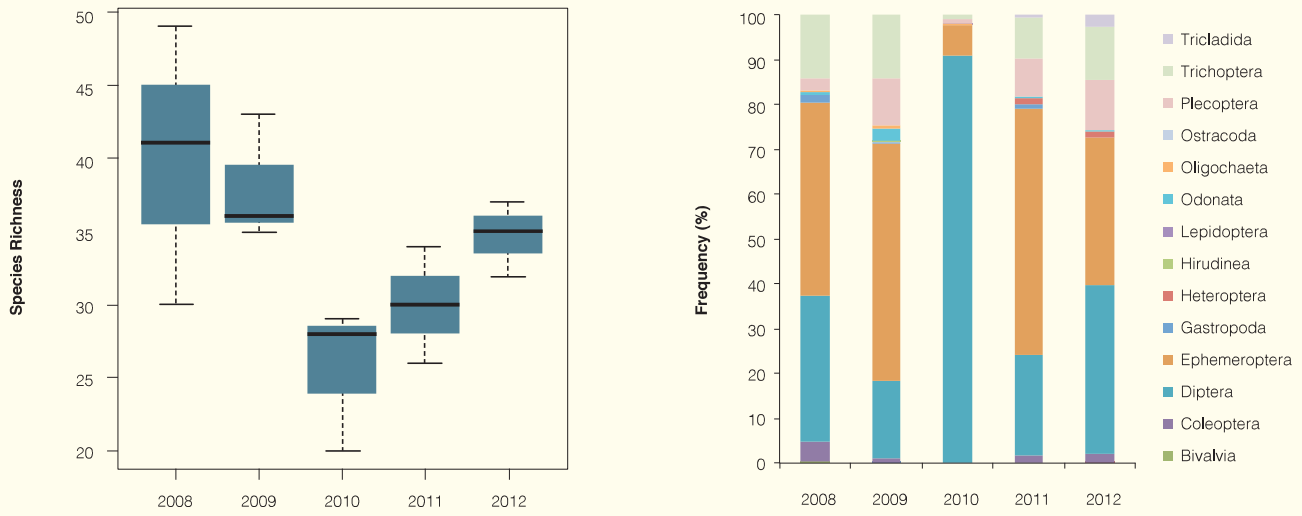 Species Richness
50
45
40
35
30
25
20
2008 2009 2010 2011 2012
Frequency (%)
100
90
80
70
60
50
40
30
20
10
0
2008 2009 2010 2011 2012
Tricladida
Trichoptera
Plecoptera
Ostracoda
Oligochaeta
Odonata
Lepidoptera
Hirudinea
Heteroptera
Gastropoda
Ephemeroptera
Diptera
Coleoptera
Bivalvia